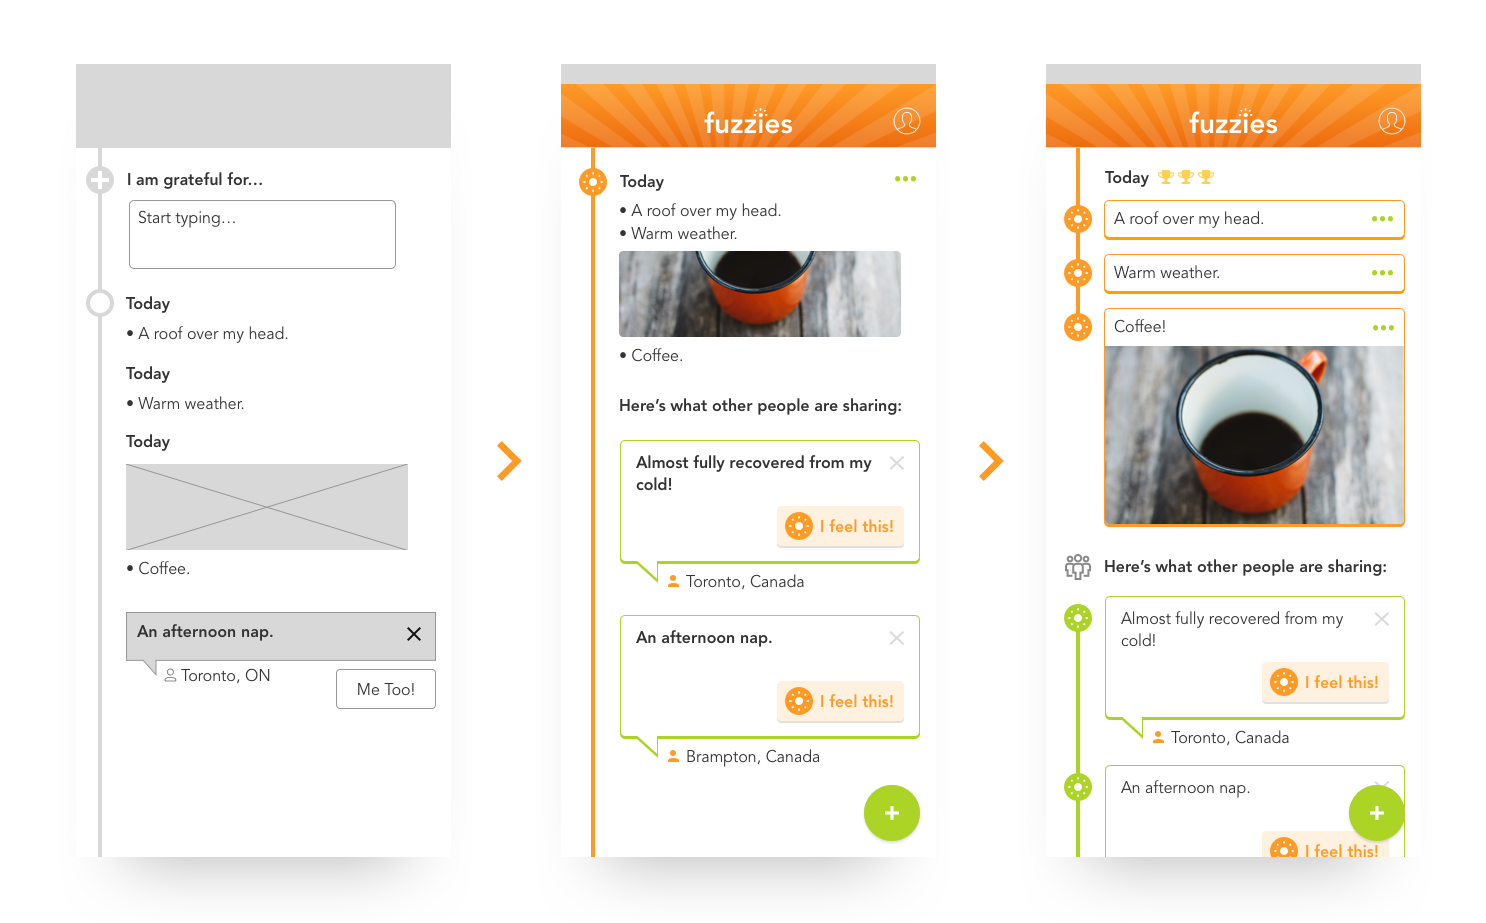 I am grateful for...
Start typing...
Today
• A roof over my head.
Today
• Warm weather.
Today
• Coffee.
An afternoon nap.
Toronto, ON
Me Too!
fuzzies
Today
• A roof over my head.
• Warm weather.
• Coffee.
Here's what other people are sharing:
Almost fully recovered from my
cold!
I feel this!
Toronto, Canada
An afternoon nap.
I feel this!
Brampton, Canada
fuzzies
Today
A roof over my head.
Warm weather.
Coffee!
Here's what other people are sharing:
Almost fully recovered from my
cold!
I feel this!
Toronto, Canada
An afternoon nap.
I feel this!